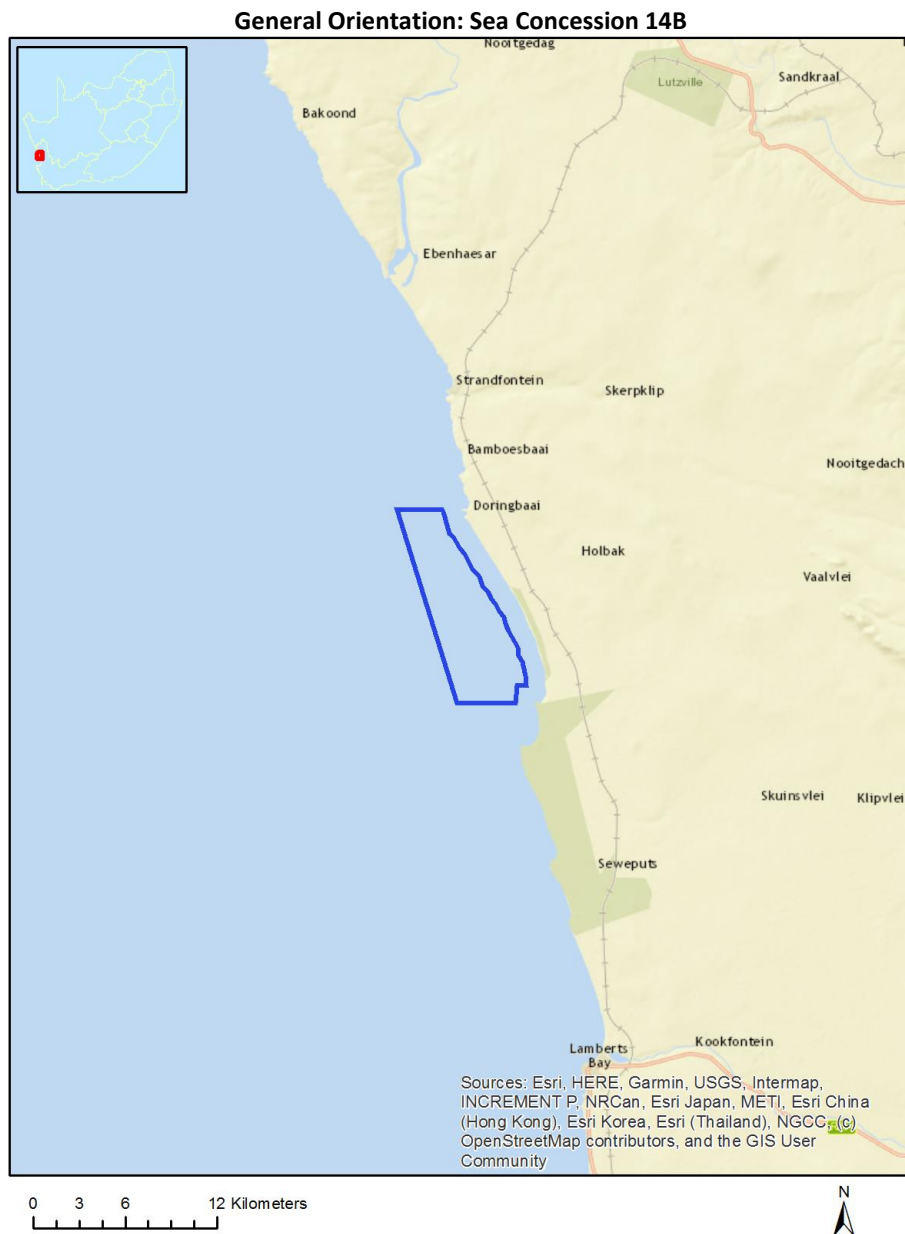 General Orientation: Sea Concession 14B
Nooitgedag
Lutzville
Sandkraal
Bakoond
Ebenhaesar
Strandfontein
Skerpklip
Bamboesbaai
Nooitgedach
Doringbaai
Holbak
Vaalvlei
Skuinsvlei
Klipvlei
Seweputs
Kookfontein
Lamberts
Bay
Sources: Esri, HERE, Garmin, USGS, Intermap,
INCREMENT P, NRCan, Esri Japan, METI, Esri China
(Hong Kong), Esri Korea, Esri (Thailand), NGCC, (c)
OpenStreetMap contributors, and the GIS User
Community
0 3 6 12 Kilometers
N